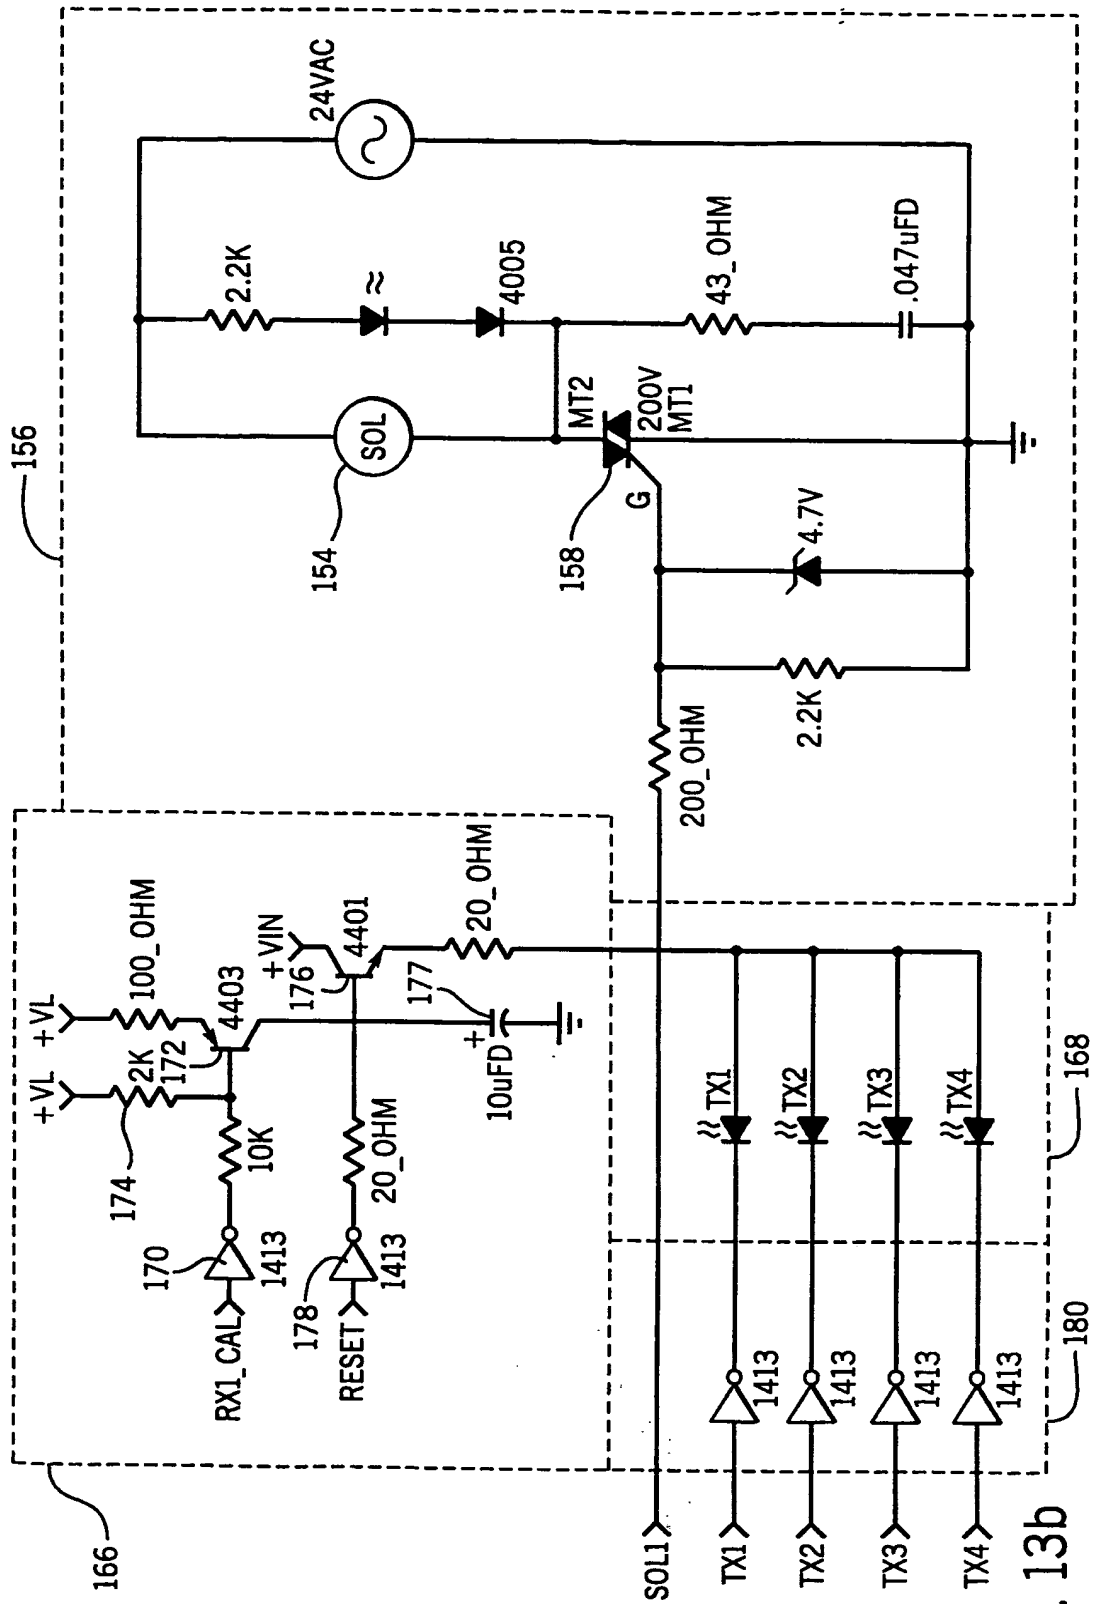 166
RX1_CAL
170
1413
10K
174
2K
+VL
+VL
100_OHM
172
4403
RESET
178
1413
20_OHM
+VIN
176
4401
177
+
10uFD
20_OHM
156
154
SOL
24VAC
2.2K
4005
MT2
200V
MT1
158
G
43_OHM
.047uFD
4.7V
2.2K
200_OHM
SOL1
TX1
1413
TX1
TX2
1413
TX2
TX3
1413
TX3
TX4
1413
TX4
180
168
13b